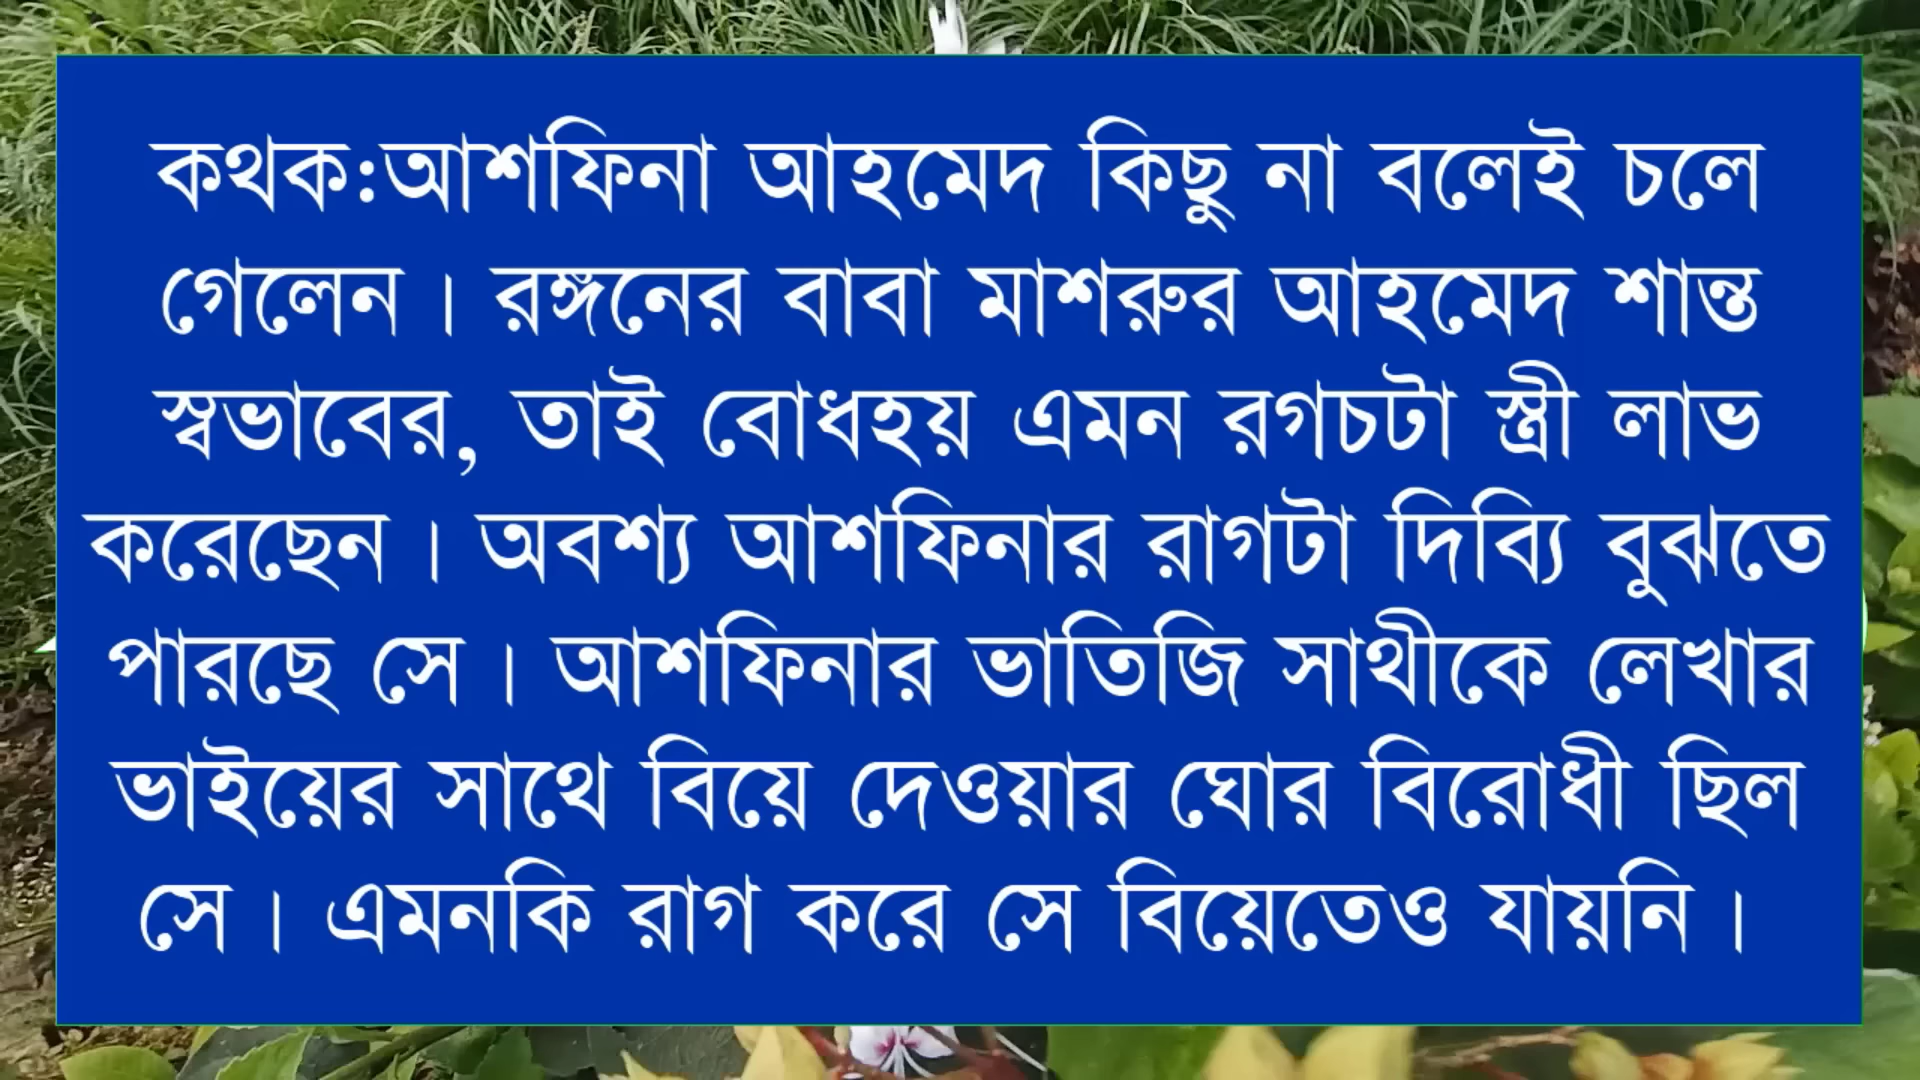 কথক:আশফিনা আহমেদ কিছু না বলেই চলে
গেলেন । রঙ্গনের বাবা মাশরুর আহমেদ শান্ত
স্বভাবের, তাই বোধহয় এমন রগচটা স্ত্রী লাভ
করেছেন । অবশ্য আশফিনার রাগটা দিব্যি বুঝতে
পারছে সে । আশফিনার ভাতিজি সাথীকে লেখার
ভাইয়ের সাথে বিয়ে দেওয়ার ঘোর বিরোধী ছিল
সে । এমনকি রাগ করে সে বিয়েতেও যায়নি ।